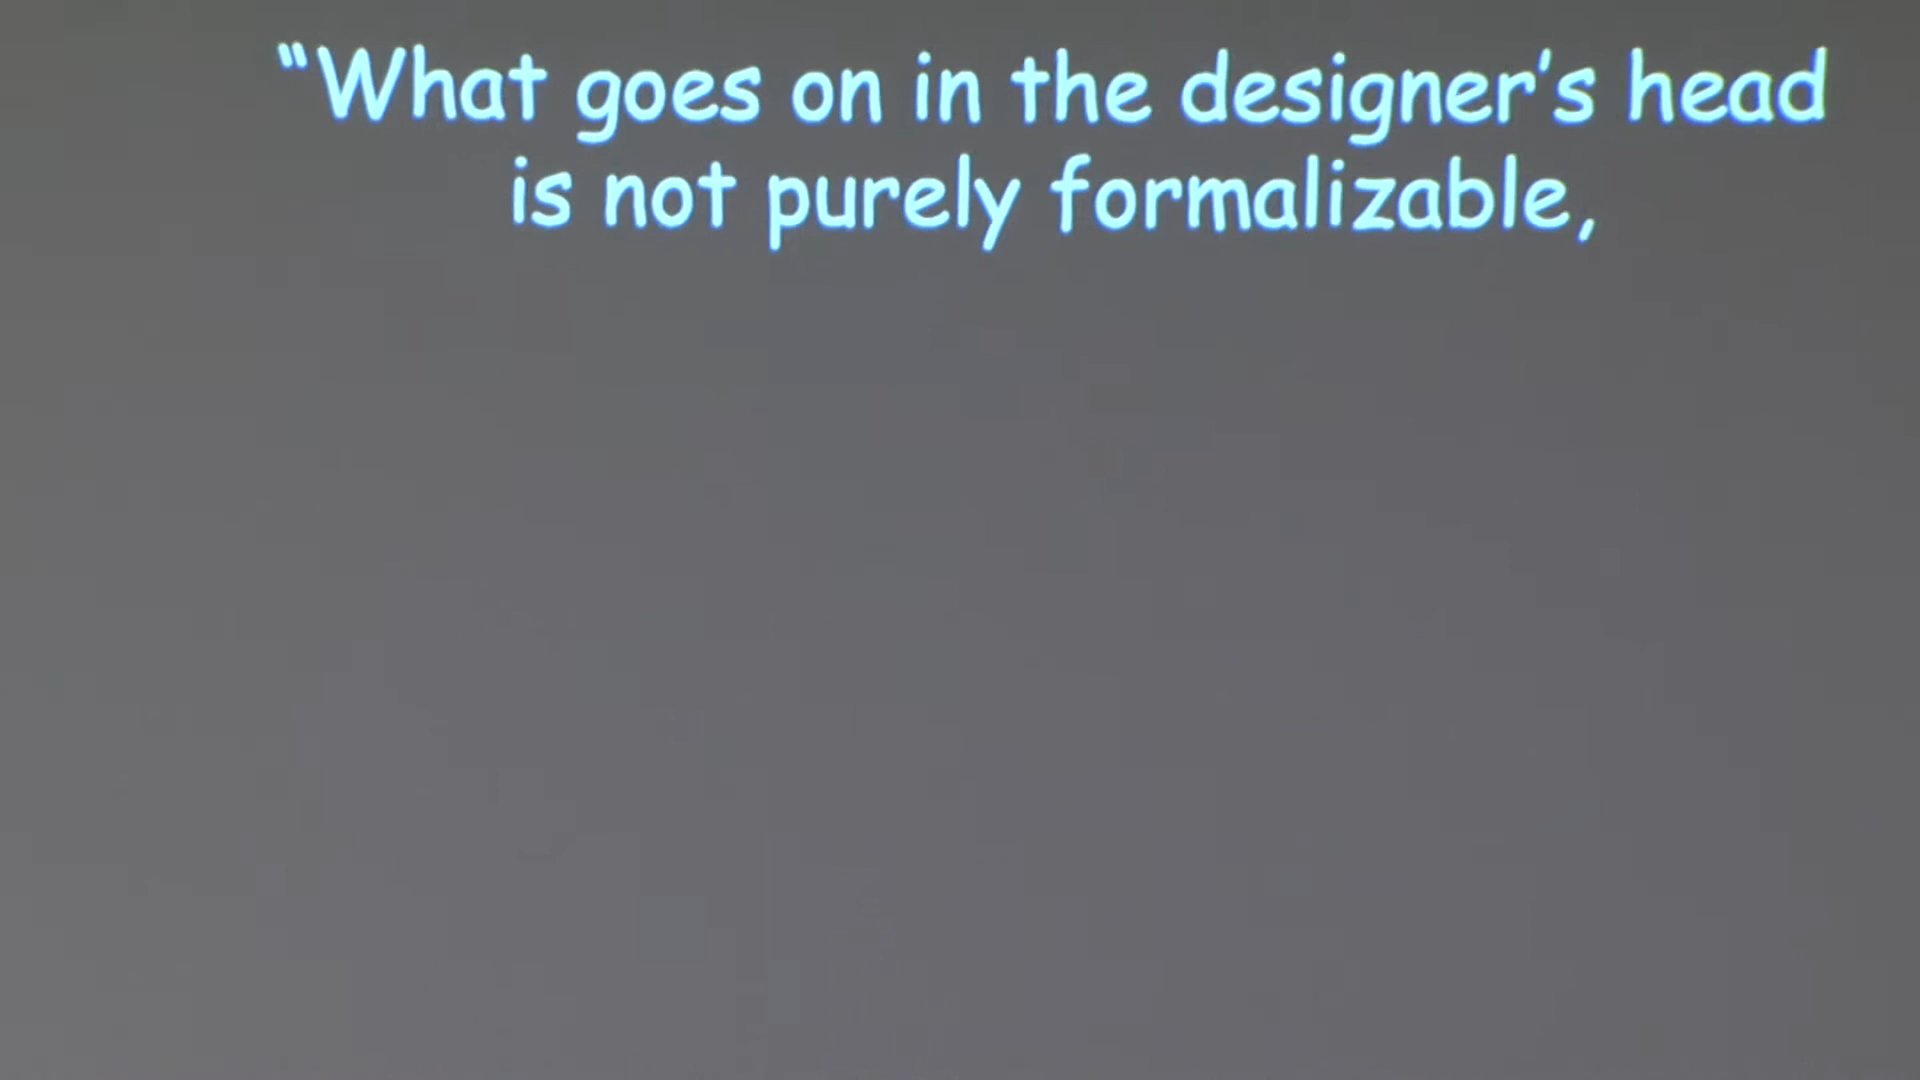 “What goes on in the designer’s head
is not purely formalizable,